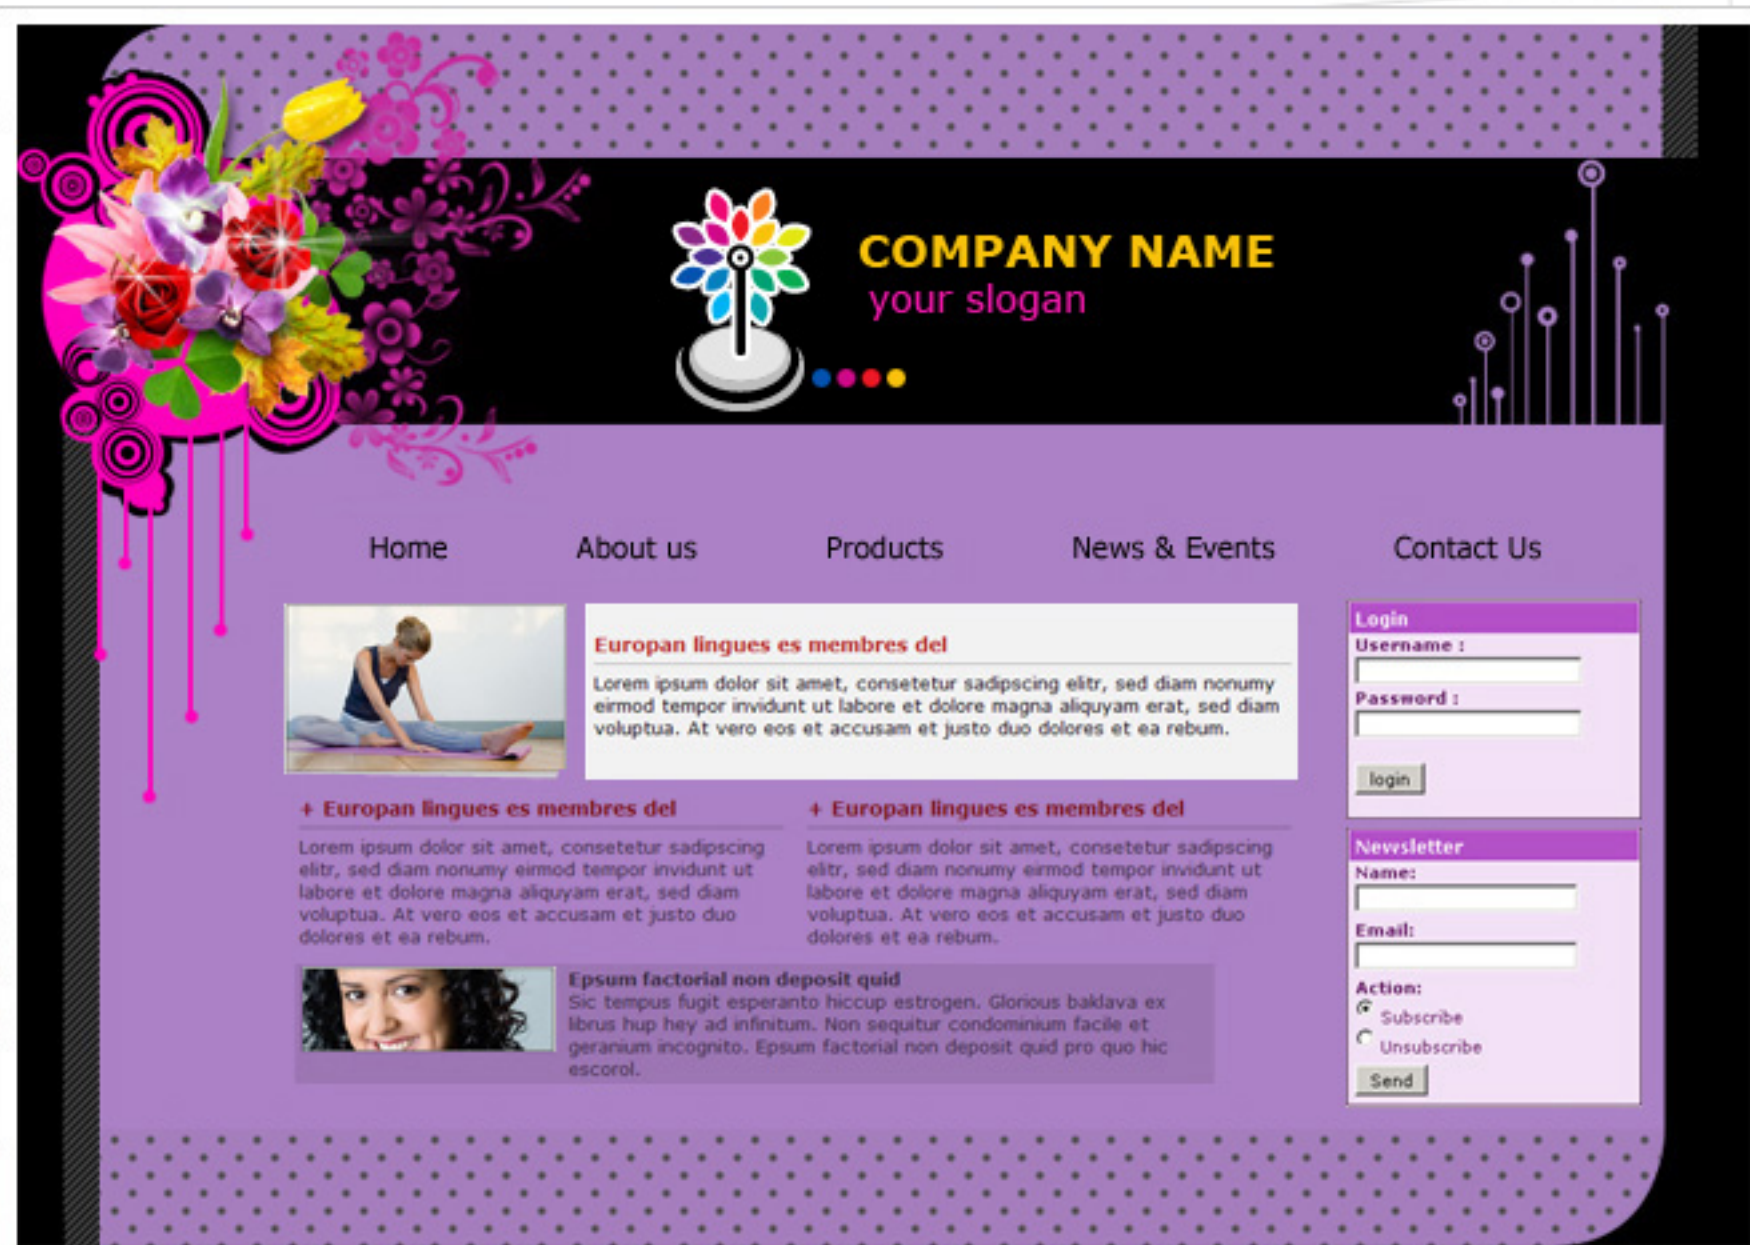 COMPANY NAME
your slogan
Home About us Products News & Events Contact Us
Europan lingues es membres del
Lorem ipsum dolor sit amet, consetetur sadipscing elitr, sed diam nonumy
eirmod tempor invidunt ut labore et dolore magna aliquyam erat, sed diam
voluptua. At vero eos et accusam et justo duo dolores et ea rebum.
+ Europan lingues es membres del
Lorem ipsum dolor sit amet, consetetur sadipscing
elitr, sed diam nonumy eirmod tempor invidunt ut
labore et dolore magna aliquyam erat, sed diam
voluptua. At vero eos et accusam et justo duo
dolores et ea rebum.
+ Europan lingues es membres del
Lorem ipsum dolor sit amet, consetetur sadipscing
elitr, sed diam nonumy eirmod tempor invidunt ut
labore et dolore magna aliquyam erat, sed diam
voluptua. At vero eos et accusam et justo duo
dolores et ea rebum.
Epsum factorial non deposit quid
Sic tempus fugit esperanto hiccup estrogen. Glorious baklava ex
librus hup hey ad infinitum. Non sequitur condominium facile et
geranium incognito. Epsum factorial non deposit quid pro quo hic
escorol.
Login
Username :
Password :
login
Newsletter
Name:
Email:
Action:
Subscribe
Unsubscribe
Send